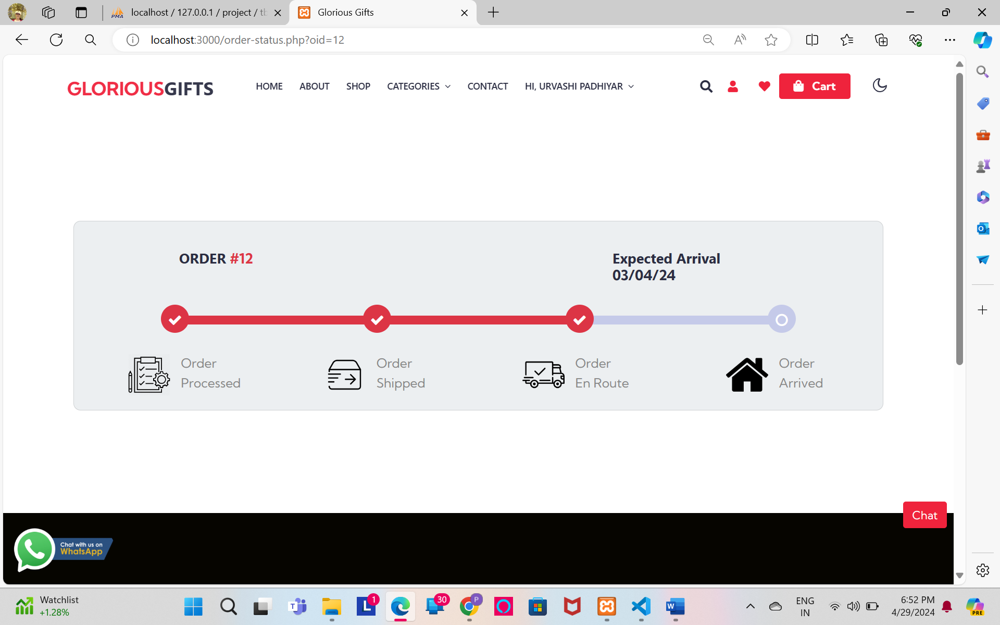 localhost / 127.0.0.1 / project / tb
Glorious Gifts
localhost:3000/order-status.php?oid=12
GLORIOUSGIFTS
HOME
ABOUT
SHOP
CATEGORIES
CONTACT
HI, URVASHI PADHIYAR
Cart
ORDER #12
Expected Arrival
03/04/24
Order
Processed
Order
Shipped
Order
En Route
Order
Arrived
Chat
Chat with us on
WhatsApp
Watchlist
+1.28%
1
30
P
ENG
IN
6:52 PM
4/29/2024
PRE